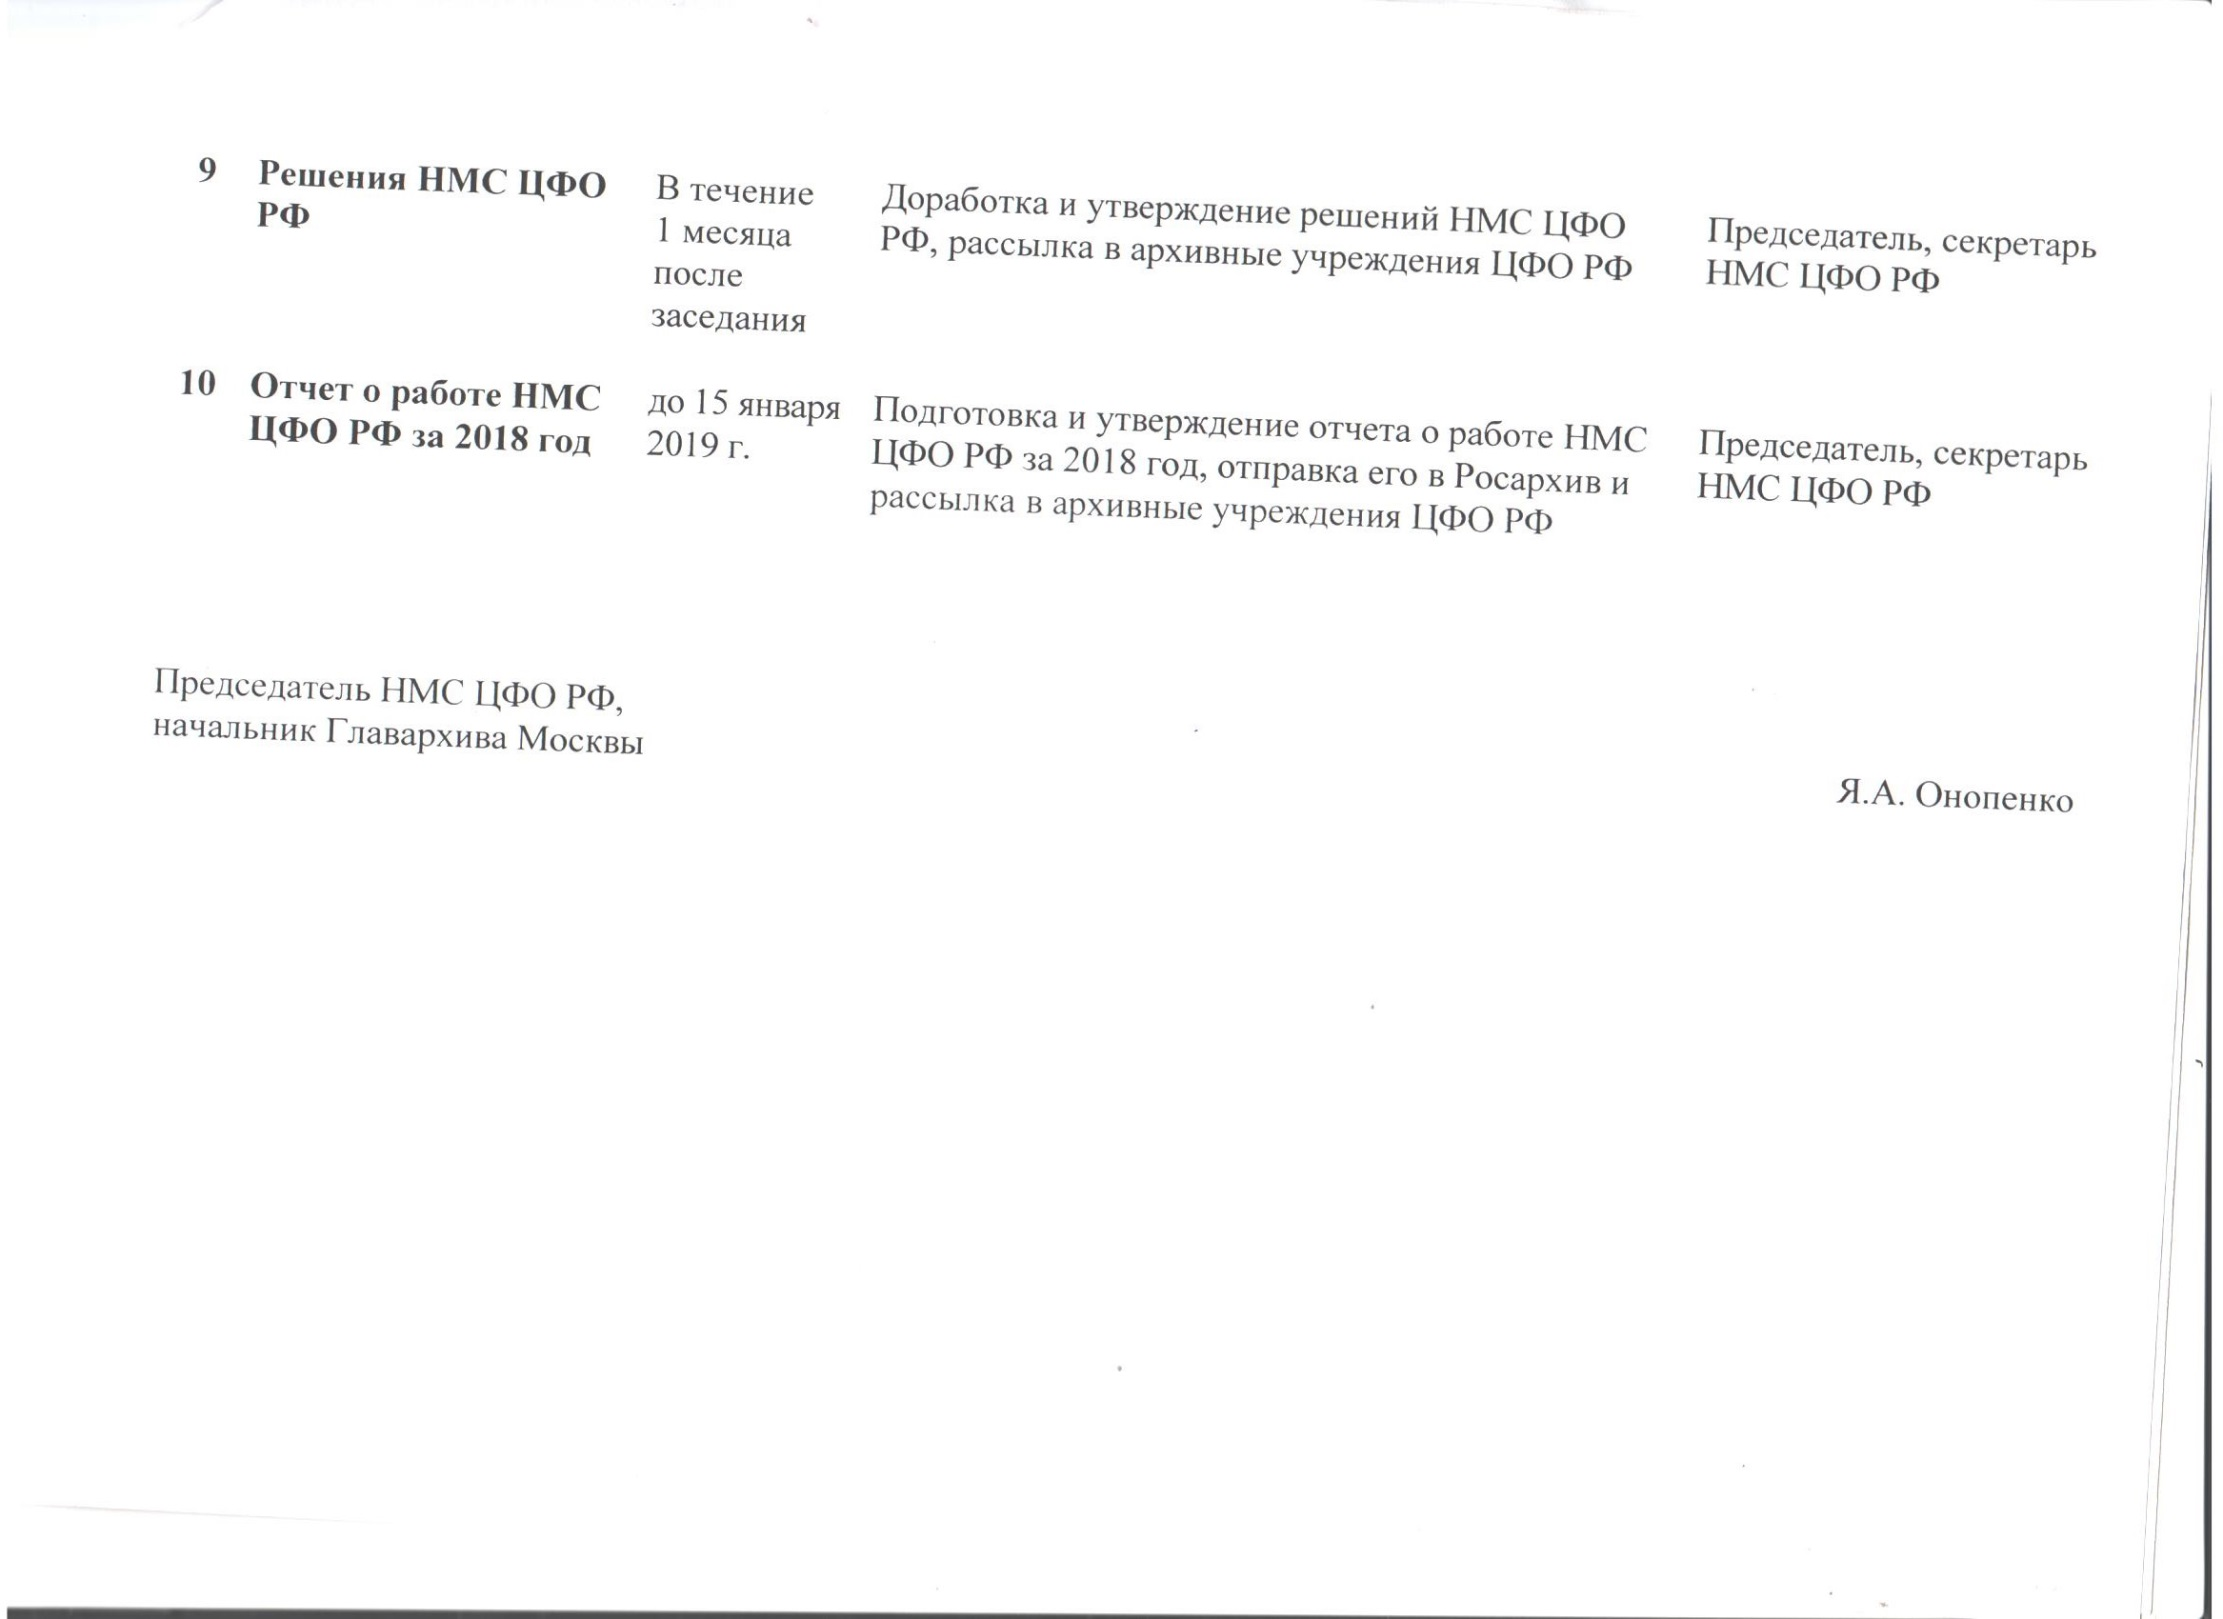 9 Решения НМС ЦФО
РФ
В течение
1 месяца
после
заседания
Доработка и утверждение решений НМС ЦФО
РФ, рассылка в архивные учреждения ЦФО РФ
Председатель, секретарь
НМС ЦФО РФ
10 Отчет о работе НМС
ЦФО РФ за 2018 год
до 15 января
2019 г.
Подготовка и утверждение отчета о работе НМС
ЦФО РФ за 2018 год, отправка его в Росархив и
рассылка в архивные учреждения ЦФО РФ
Председатель, секретарь
НМС ЦФО РФ
Председатель НМС ЦФО РФ,
начальник Главархива Москвы
Я.А. Онопенко